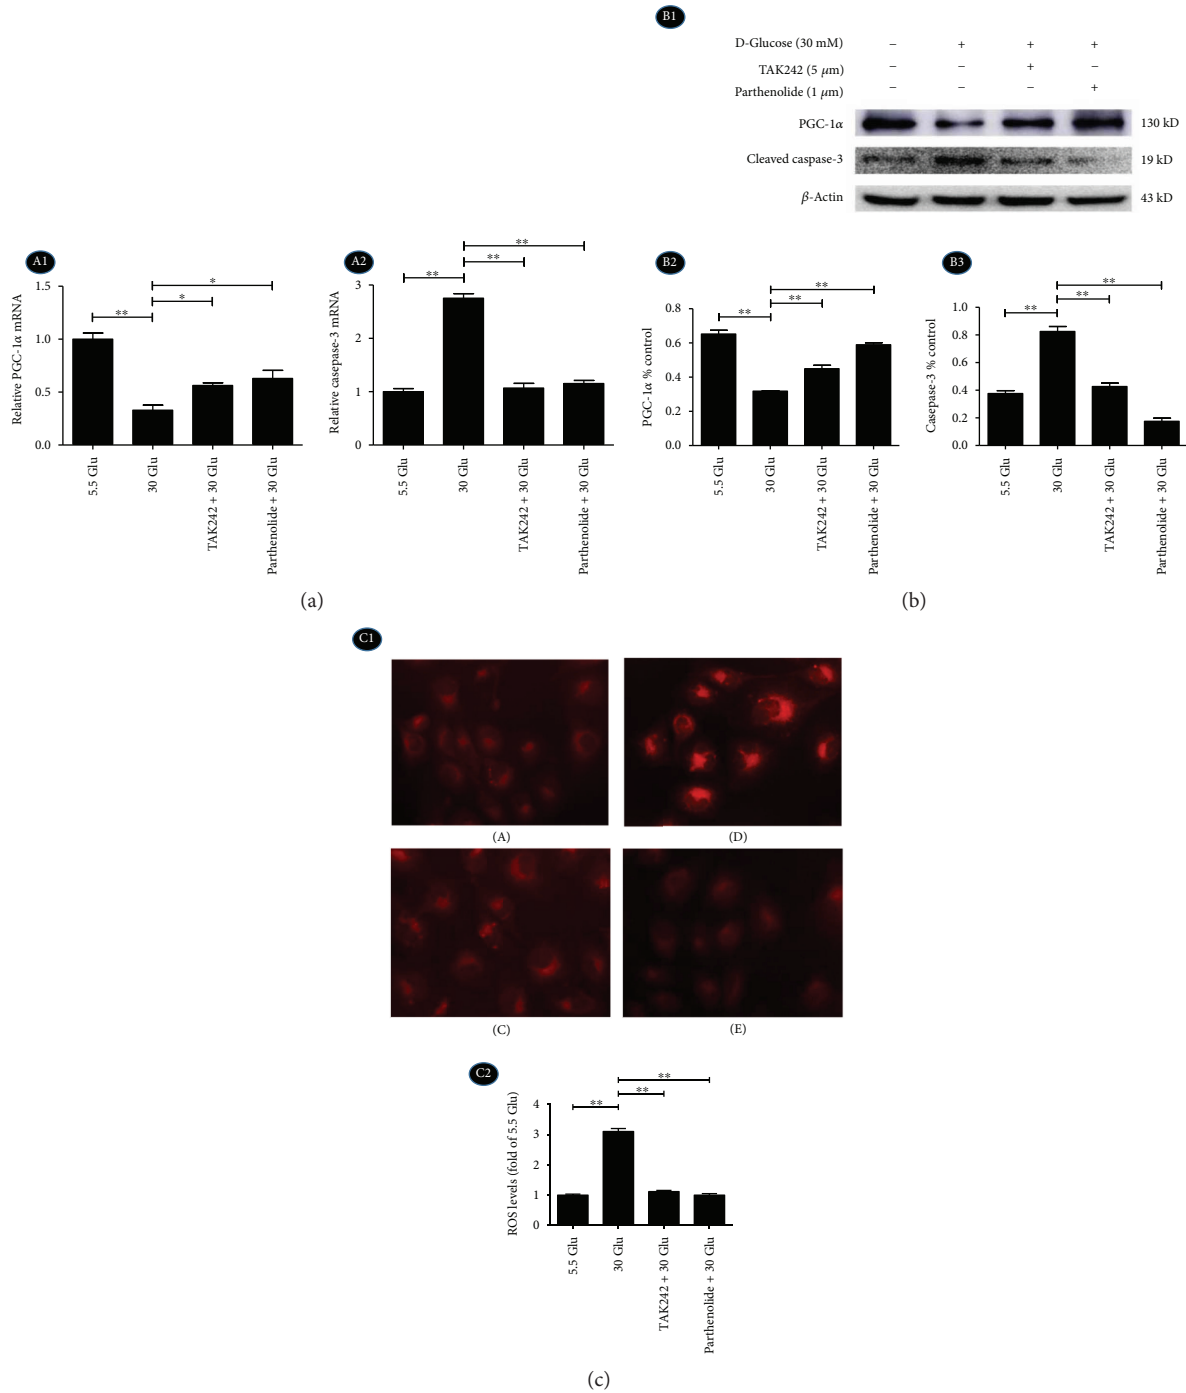 B1
D-Glucose (30 mM) − + + +
TAK242 (5 μm) − − + −
Parthenolide (1 μm) − − − +
PGC-1α 130 kD
Cleaved caspase-3 19 kD
β-Actin 43 kD
A1
Relative PGC-1α mRNA
1.5
1.0
0.5
0.0
**
*
*
5.5 Glu
30 Glu
TAK242 + 30 Glu
Parthenolide + 30 Glu
A2
Relative casepase-3 mRNA
3
2
1
0
**
**
**
5.5 Glu
30 Glu
TAK242 + 30 Glu
Parthenolide + 30 Glu
(a)
B2
PGC-1α % control
0.8
0.6
0.4
0.2
0.0
**
**
**
5.5 Glu
30 Glu
TAK242 + 30 Glu
Parthenolide + 30 Glu
B3
Casepase-3 % control
1.0
0.8
0.6
0.4
0.2
0.0
**
**
**
5.5 Glu
30 Glu
TAK242 + 30 Glu
Parthenolide + 30 Glu
(b)
C1
(A)
(D)
(C)
(E)
C2
ROS levels (fold of 5.5 Glu)
4
3
2
1
0
**
**
**
5.5 Glu
30 Glu
TAK242 + 30 Glu
Parthenolide + 30 Glu
(c)